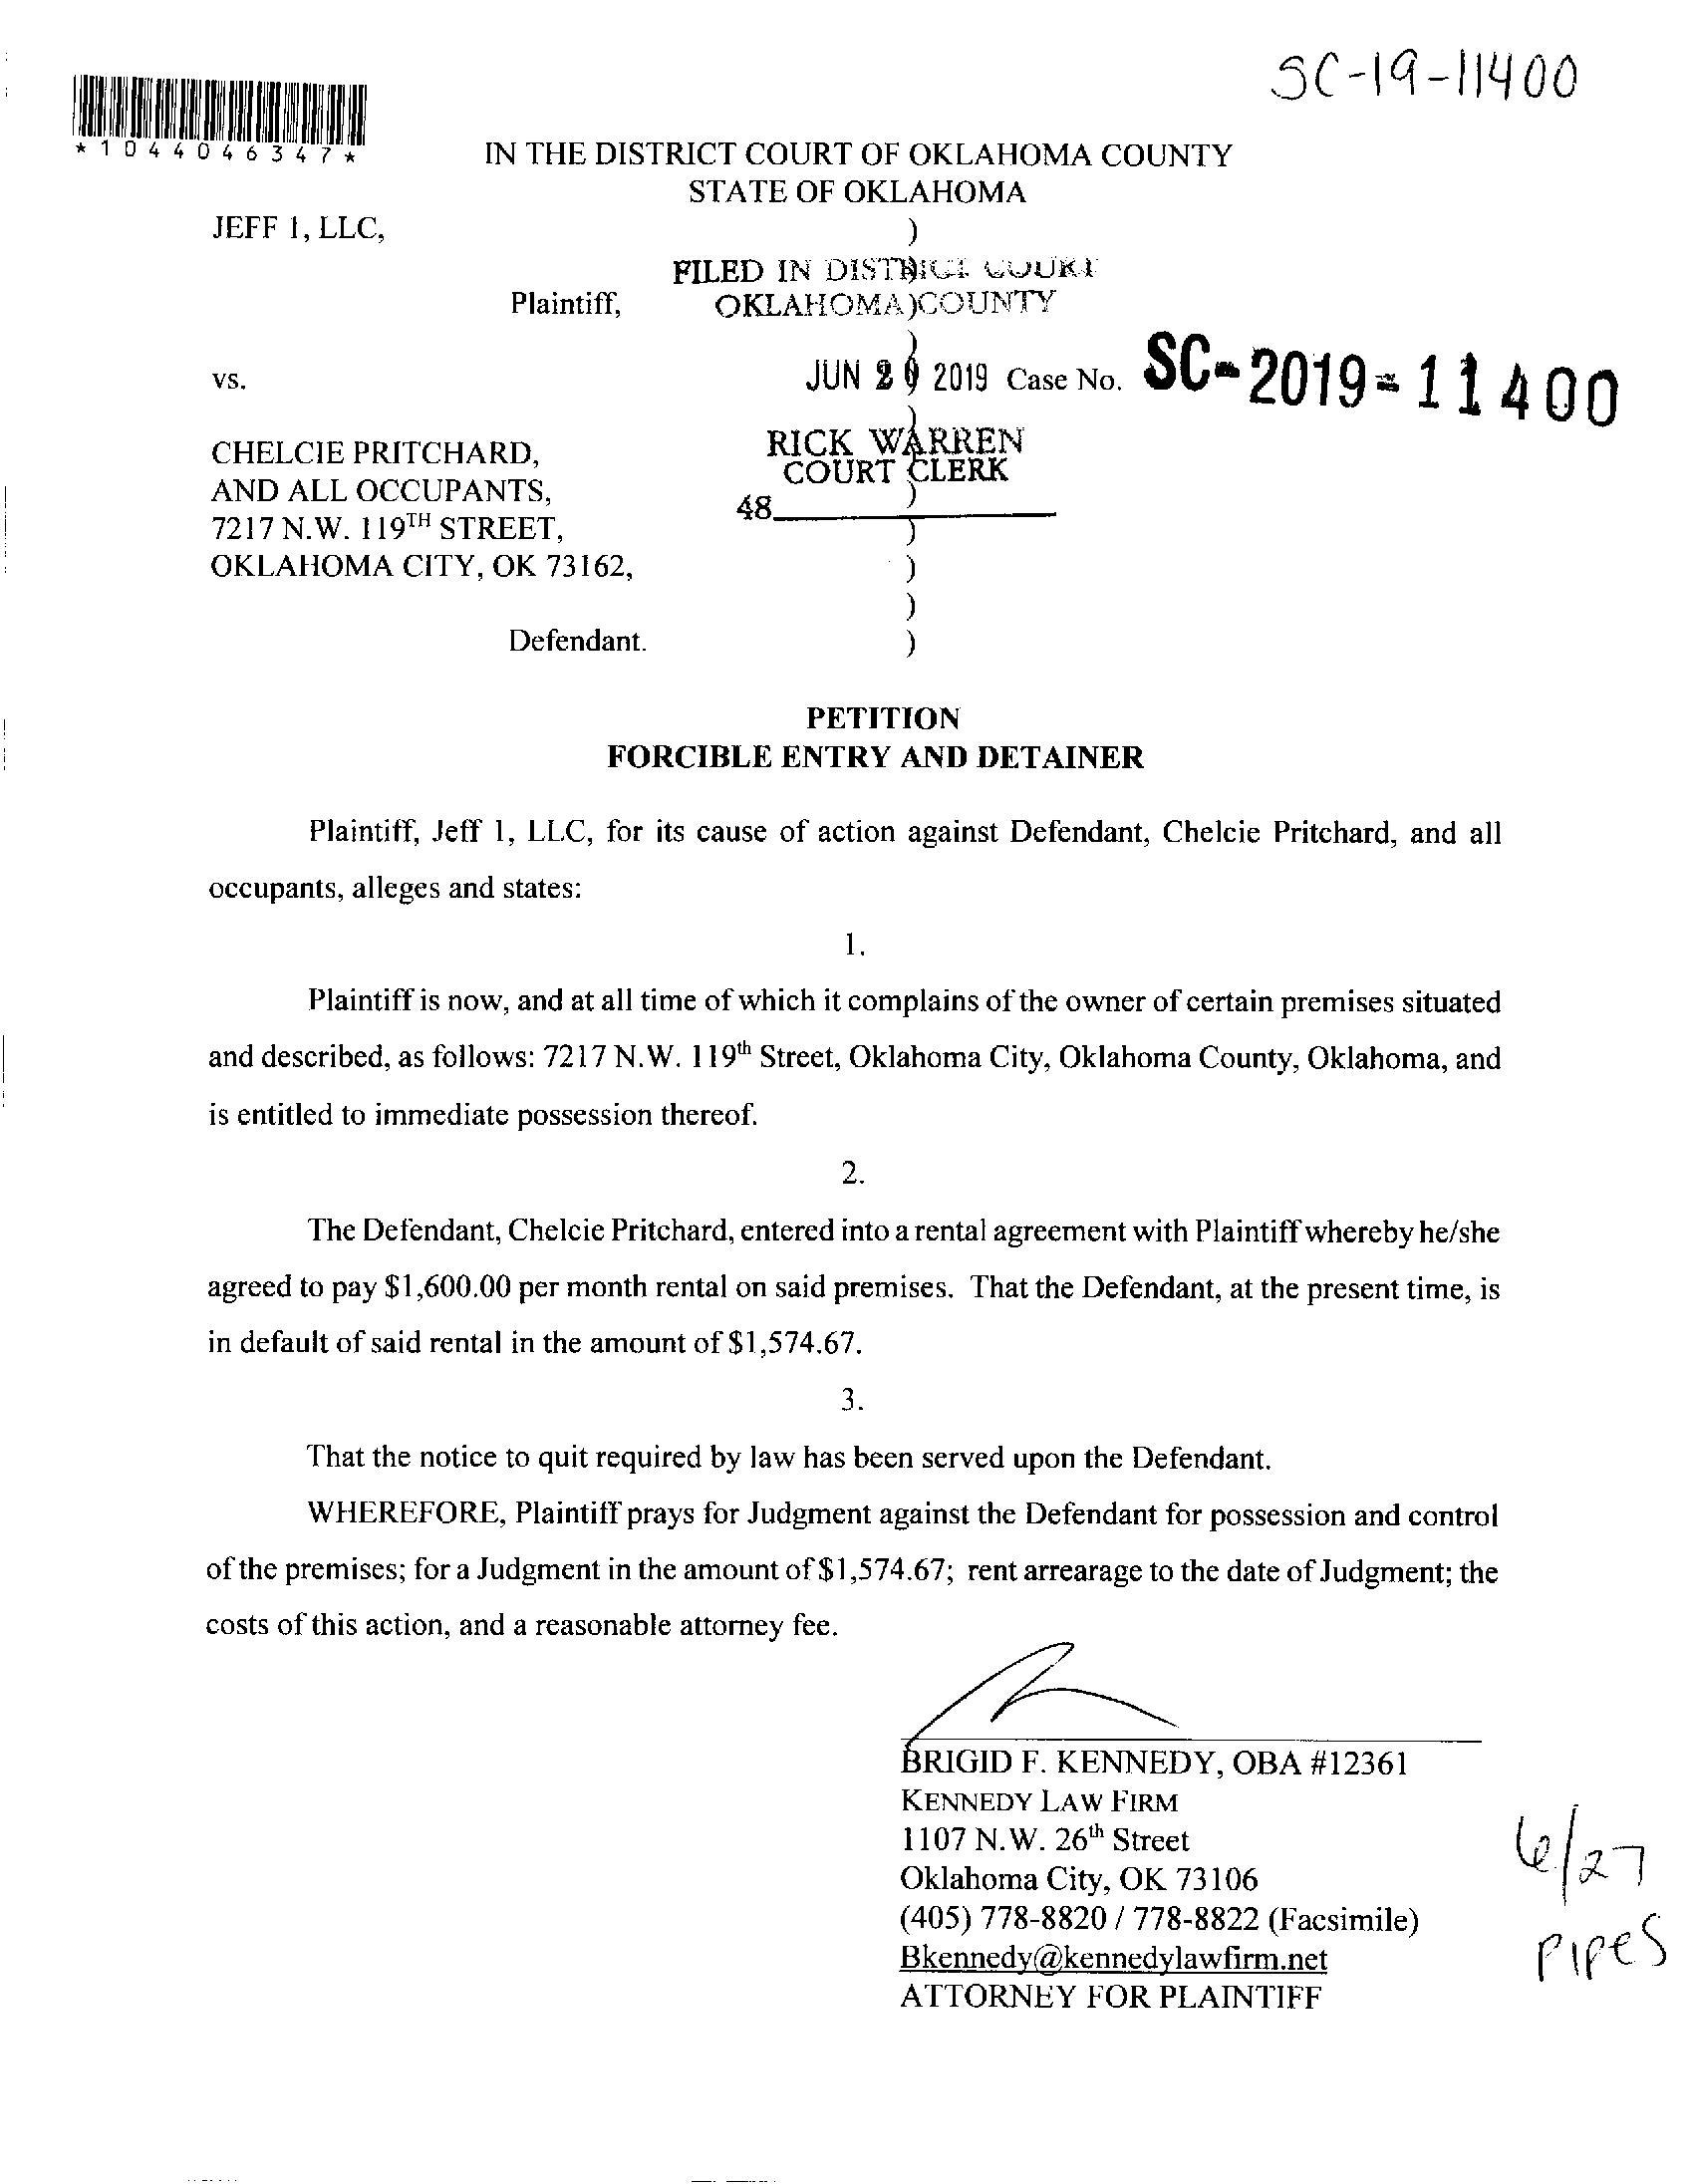 SC-19-11400
*1044046347*
IN THE DISTRICT COURT OF OKLAHOMA COUNTY
STATE OF OKLAHOMA
JEFF 1, LLC, )
FILED IN DISTRICT COURT
Plaintiff, OKLAHOMA ) COUNTY
)
vs. JUN 2 2019 Case No. SC-2019-11400
)
CHELCIE PRITCHARD, RICK WARREN
AND ALL OCCUPANTS, COURT CLERK
)
48
7217 N.W. 119TH STREET, )
OKLAHOMA CITY, OK 73162, )
)
Defendant. )
PETITION
FORCIBLE ENTRY AND DETAINER
Plaintiff, Jeff 1, LLC, for its cause of action against Defendant, Chelcie Pritchard, and all
occupants, alleges and states:
1.
Plaintiff is now, and at all time of which it complains of the owner of certain premises situated
and described, as follows: 7217 N.W. 119th Street, Oklahoma City, Oklahoma County, Oklahoma, and
is entitled to immediate possession thereof.
2.
The Defendant, Chelcie Pritchard, entered into a rental agreement with Plaintiff whereby he/she
agreed to pay $1,600.00 per month rental on said premises. That the Defendant, at the present time, is
in default of said rental in the amount of $1,574.67.
3.
That the notice to quit required by law has been served upon the Defendant.
WHEREFORE, Plaintiff prays for Judgment against the Defendant for possession and control
of the premises; for a Judgment in the amount of $1,574.67; rent arrearage to the date of Judgment; the
costs of this action, and a reasonable attorney fee.
BRIGID F. KENNEDY, OBA #12361
KENNEDY LAW FIRM
1107 N.W. 26th Street
Oklahoma City, OK 73106
(405) 778-8820 / 778-8822 (Facsimile)
Bkennedy@kennedylawfirm.net
ATTORNEY FOR PLAINTIFF
6/27
PIPES